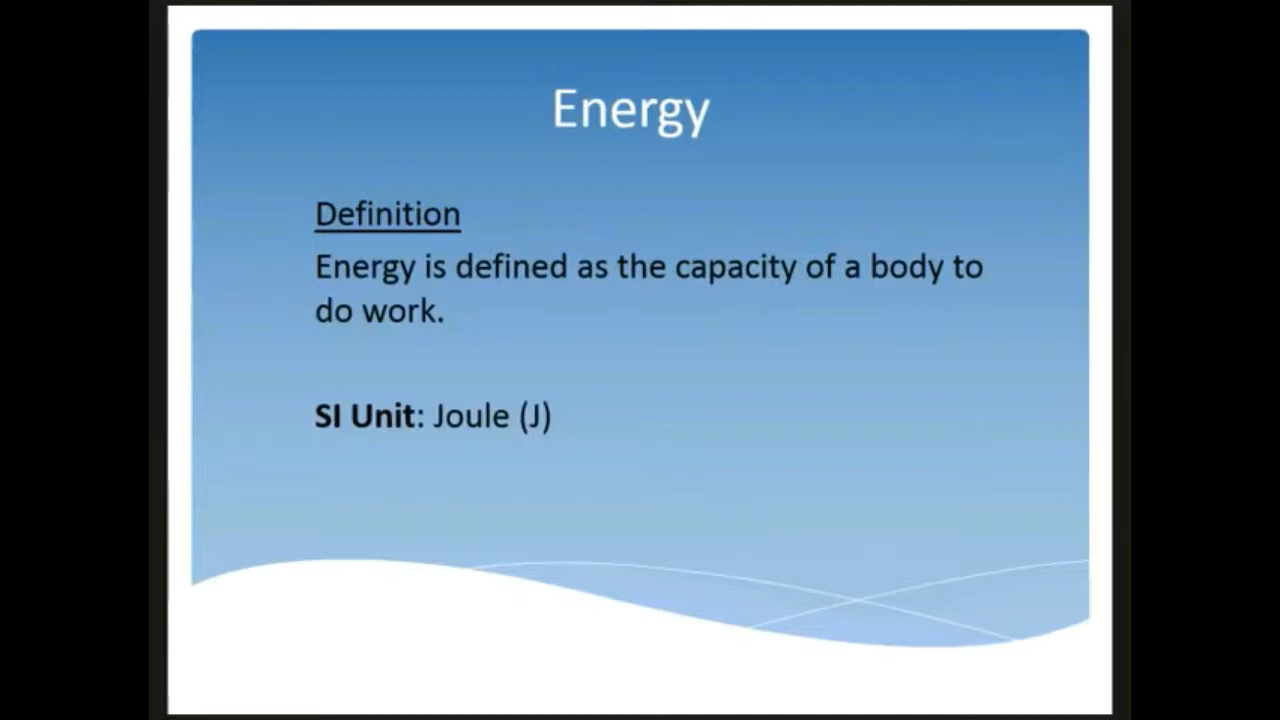 Energy
Definition
Energy is defined as the capacity of a body to
do work.
SI Unit: Joule (J)